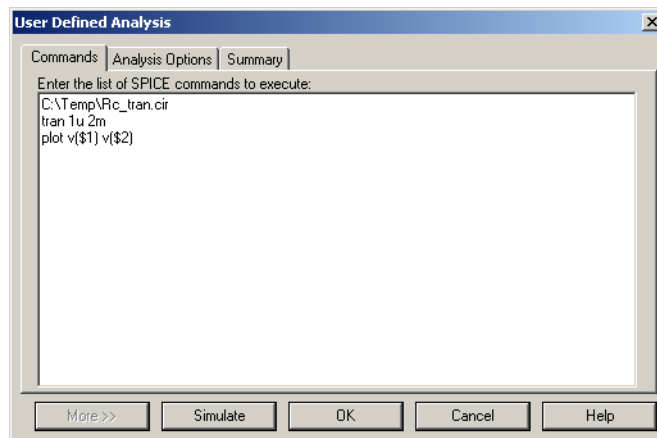 User Defined Analysis
Commands Analysis Options Summary
Enter the list of SPICE commands to execute:
C:\Temp\Rc_tran.cir
tran 1u 2m
plot v($1) v($2)
More >> Simulate OK Cancel Help